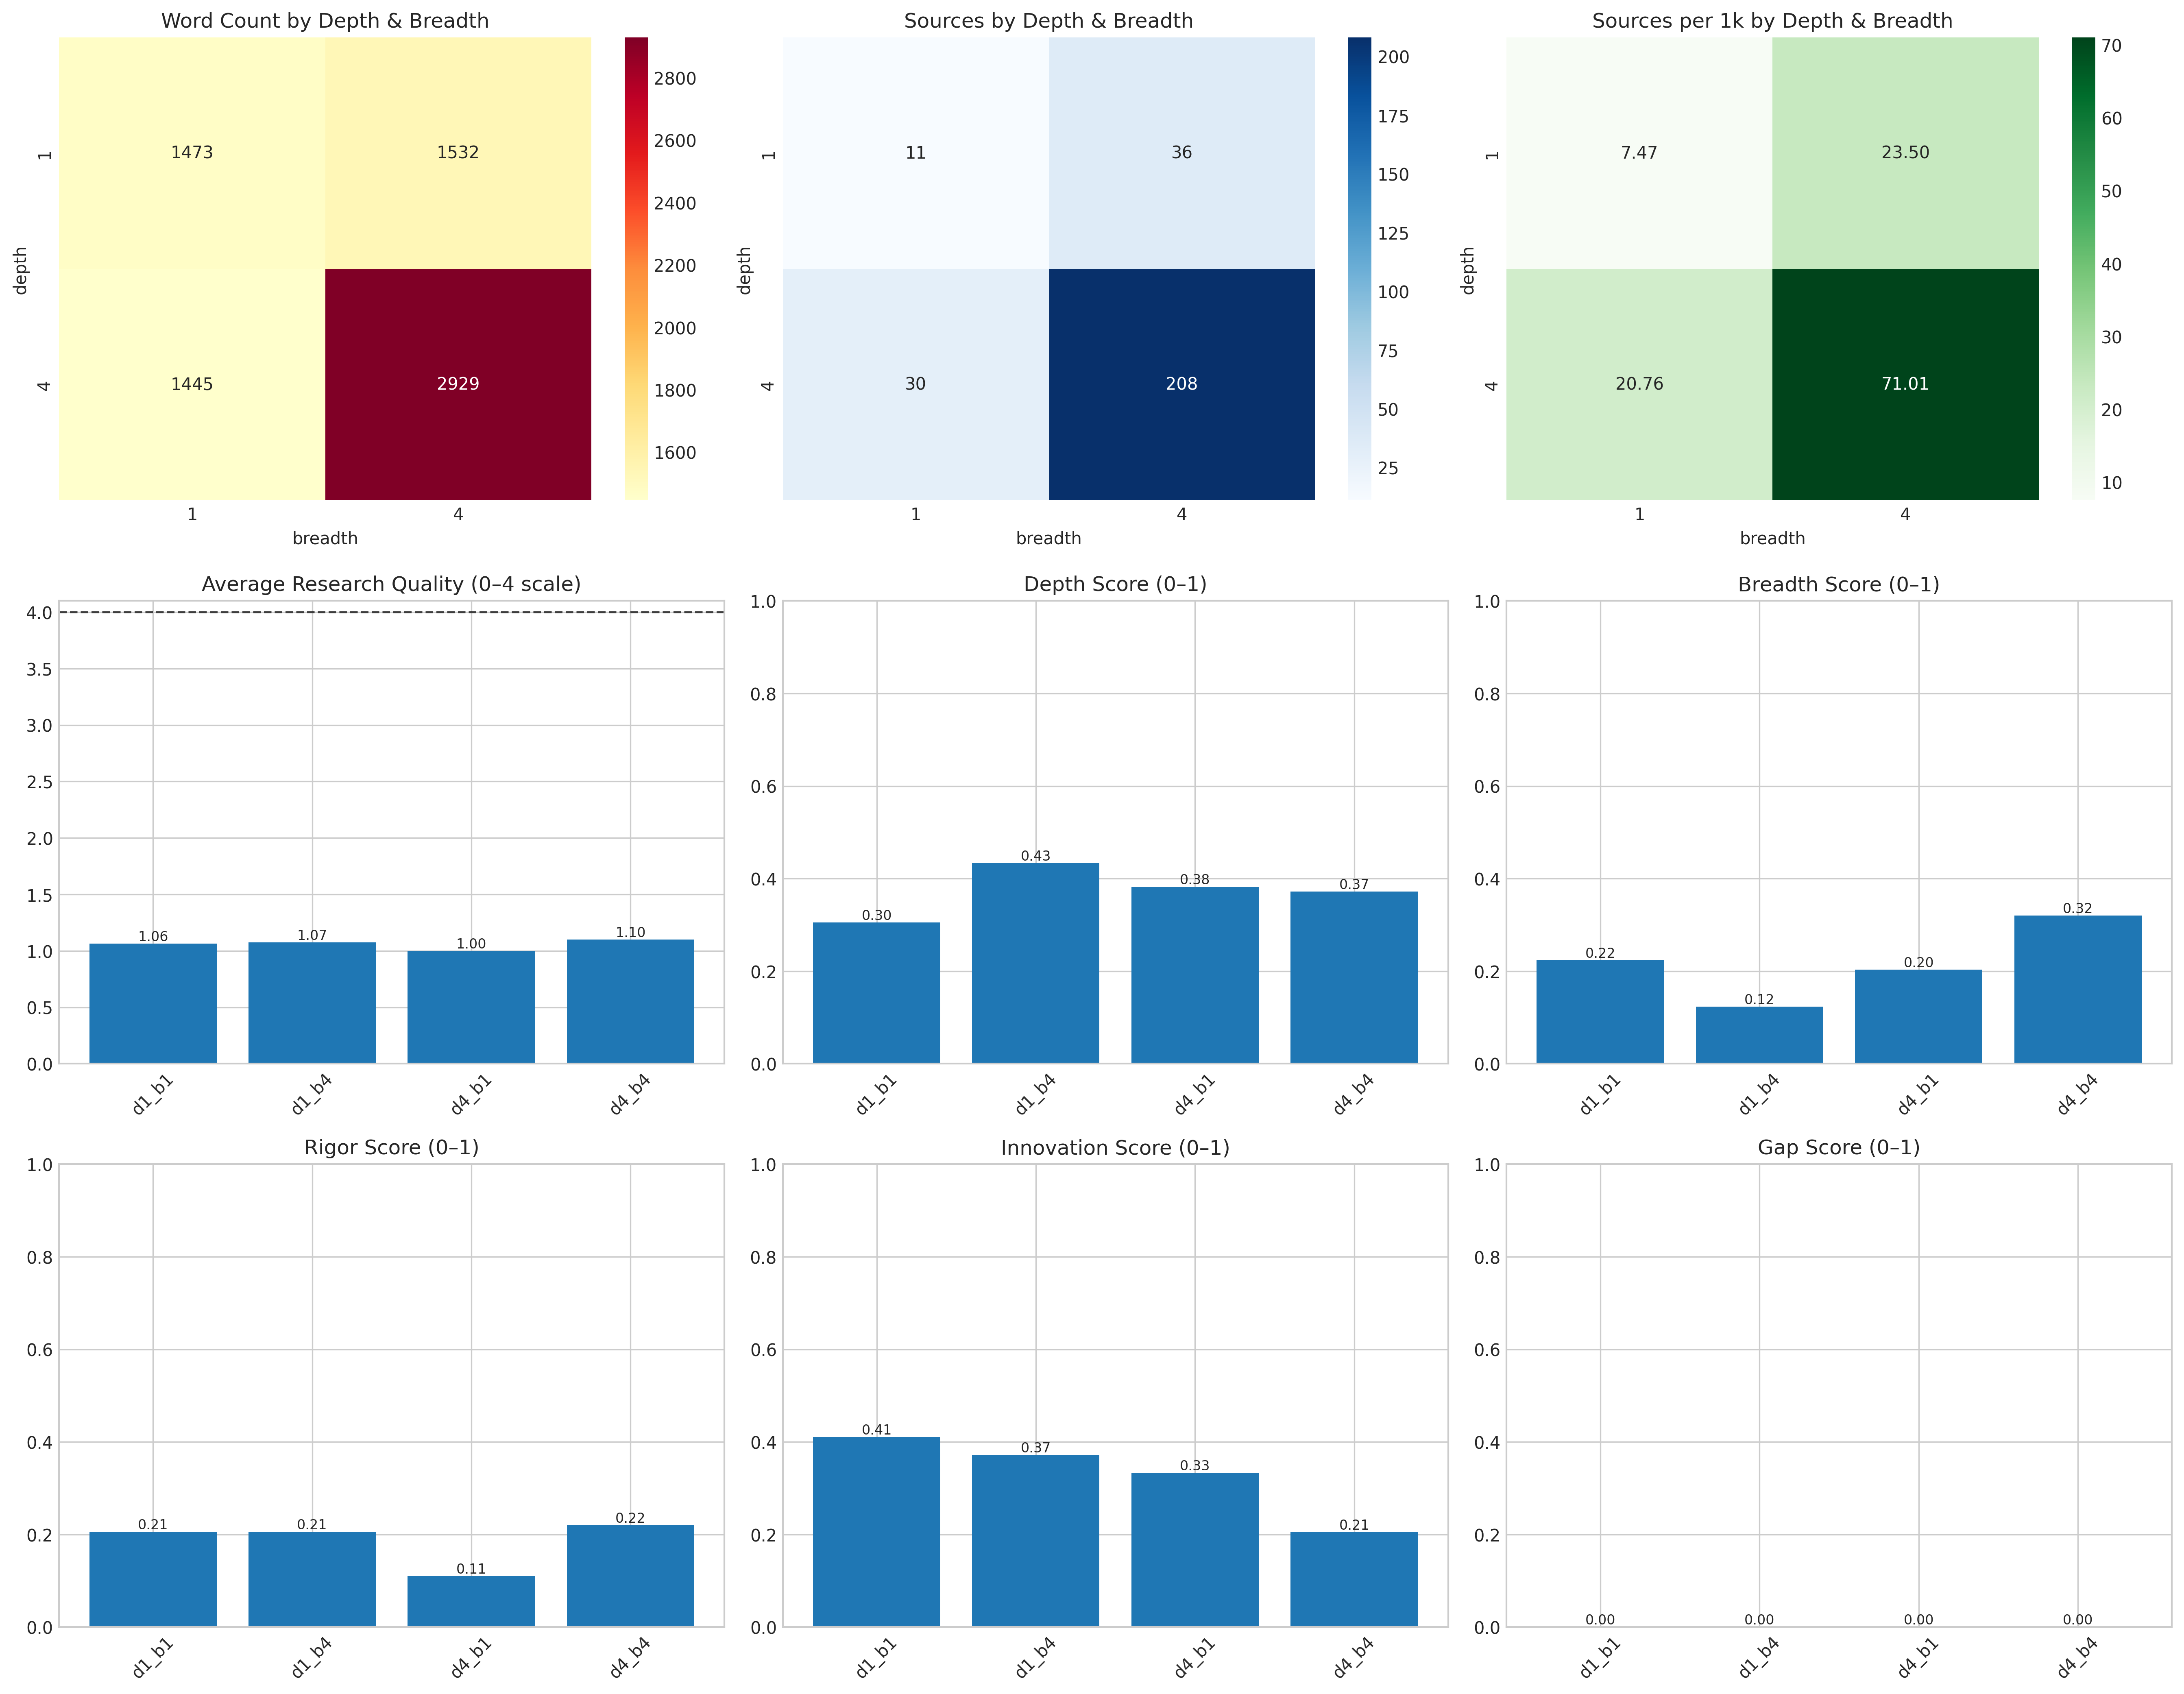 Word Count by Depth & Breadth
1473
1532
1445
2929
1
4
depth
1
4
breadth
2800
2600
2400
2200
2000
1800
1600
Sources by Depth & Breadth
11
36
30
208
1
4
depth
1
4
breadth
200
175
150
125
100
75
50
25
Sources per 1k by Depth & Breadth
7.47
23.50
20.76
71.01
1
4
depth
1
4
breadth
70
60
50
40
30
20
10
Average Research Quality (0–4 scale)
4.0
3.5
3.0
2.5
2.0
1.5
1.0
0.5
0.0
1.06
1.07
1.00
1.10
d1_b1
d1_b4
d4_b1
d4_b4
Depth Score (0–1)
1.0
0.8
0.6
0.4
0.2
0.0
0.30
0.43
0.38
0.37
d1_b1
d1_b4
d4_b1
d4_b4
Breadth Score (0–1)
1.0
0.8
0.6
0.4
0.2
0.0
0.22
0.12
0.20
0.32
d1_b1
d1_b4
d4_b1
d4_b4
Rigor Score (0–1)
1.0
0.8
0.6
0.4
0.2
0.0
0.21
0.21
0.11
0.22
d1_b1
d1_b4
d4_b1
d4_b4
Innovation Score (0–1)
1.0
0.8
0.6
0.4
0.2
0.0
0.41
0.37
0.33
0.21
d1_b1
d1_b4
d4_b1
d4_b4
Gap Score (0–1)
1.0
0.8
0.6
0.4
0.2
0.0
0.00
0.00
0.00
0.00
d1_b1
d1_b4
d4_b1
d4_b4